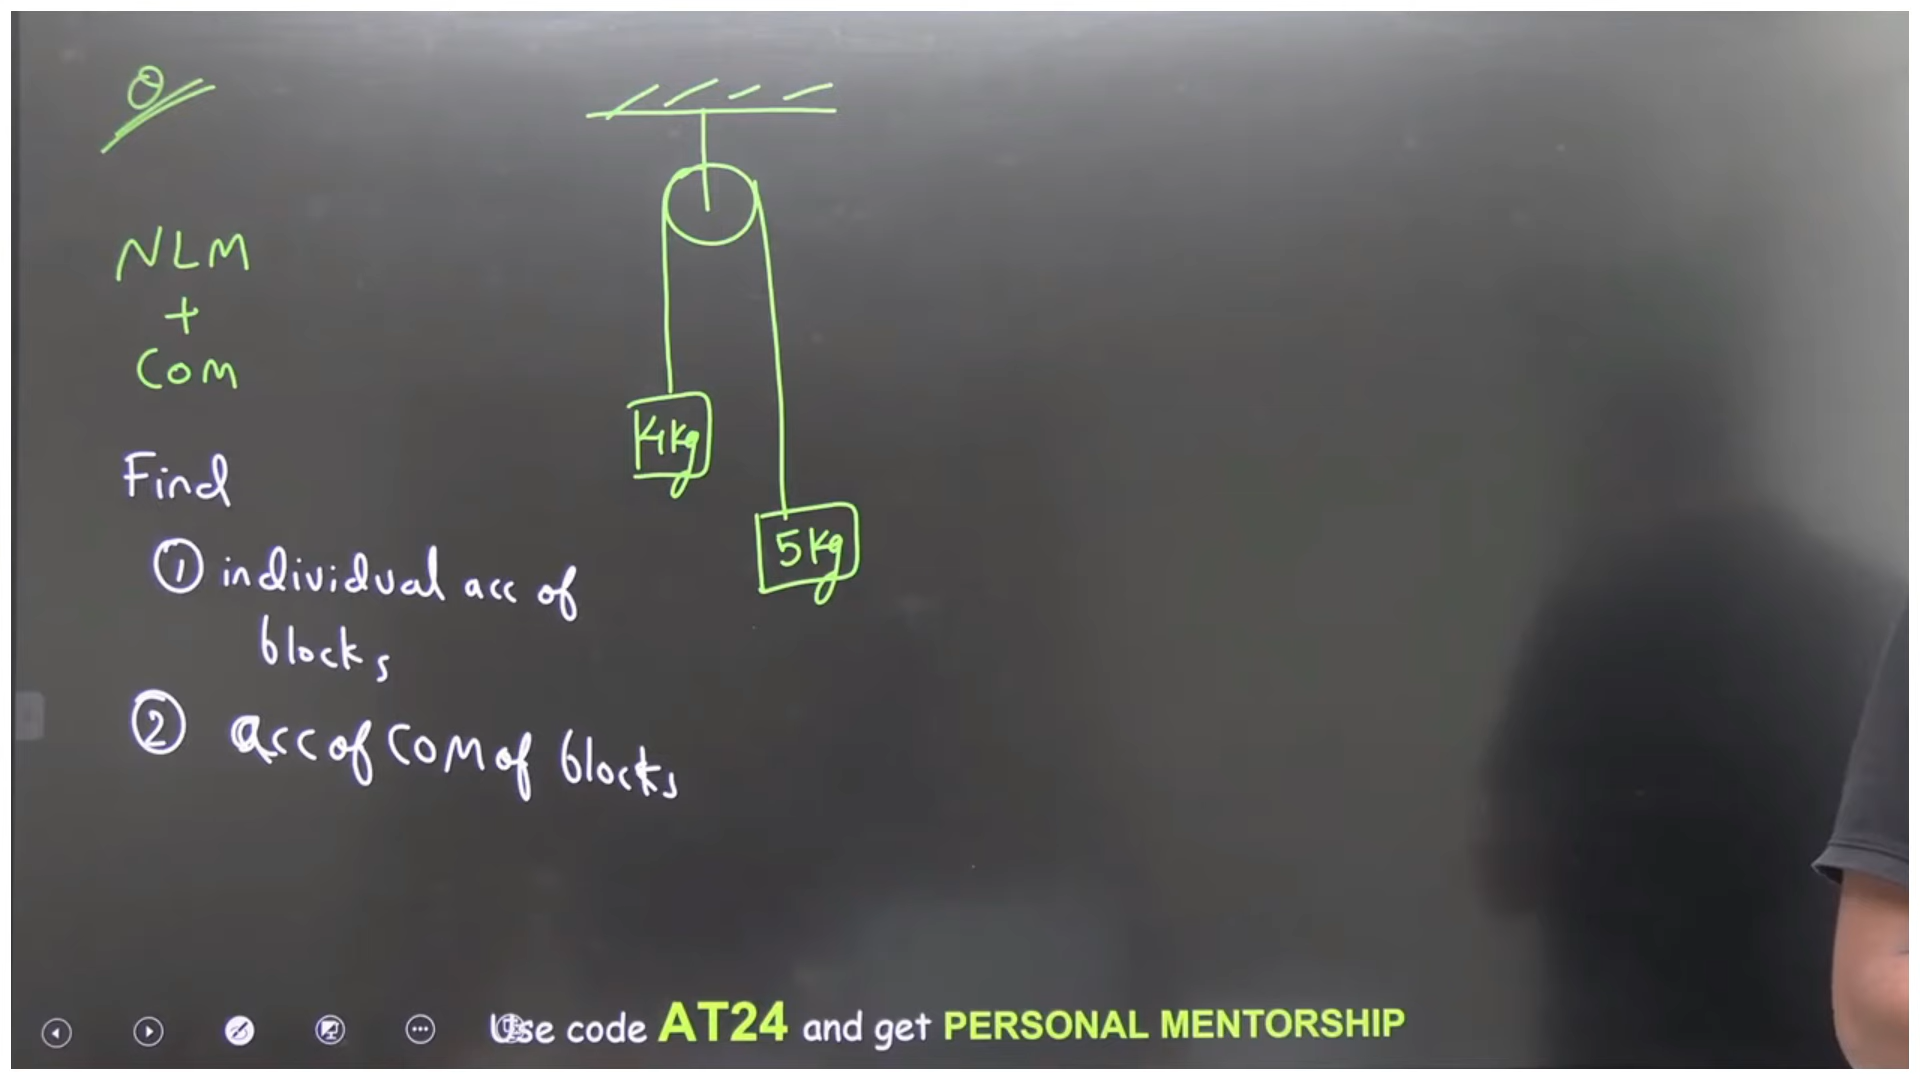 Q
NLM
+
COM
4kg
5kg
Find
① individual acc of
blocks
② acc of COM of blocks
Use code AT24 and get PERSONAL MENTORSHIP